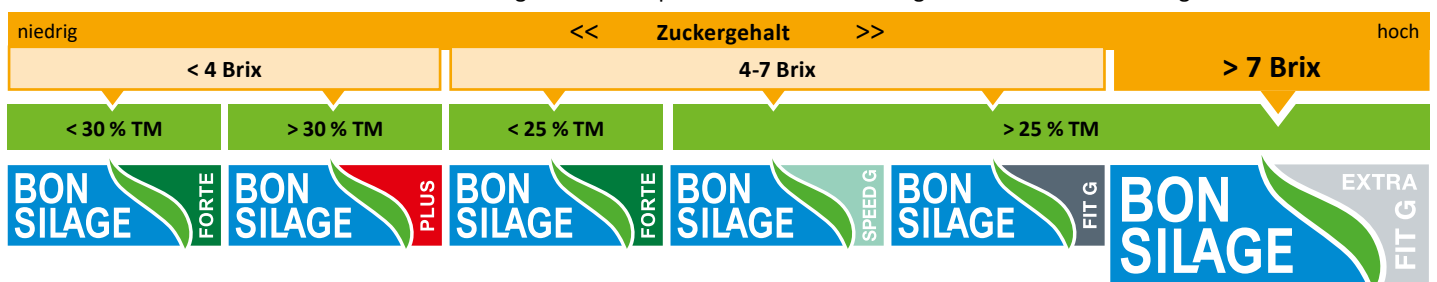 niedrig << Zuckergehalt >> hoch
< 4 Brix 4-7 Brix > 7 Brix
< 30 % TM > 30 % TM < 25 % TM > 25 % TM
BON SILAGE FORTE
BON SILAGE PLUS
BON SILAGE FORTE
BON SILAGE SPEED G
BON SILAGE FIT G
BON SILAGE EXTRA FIT G